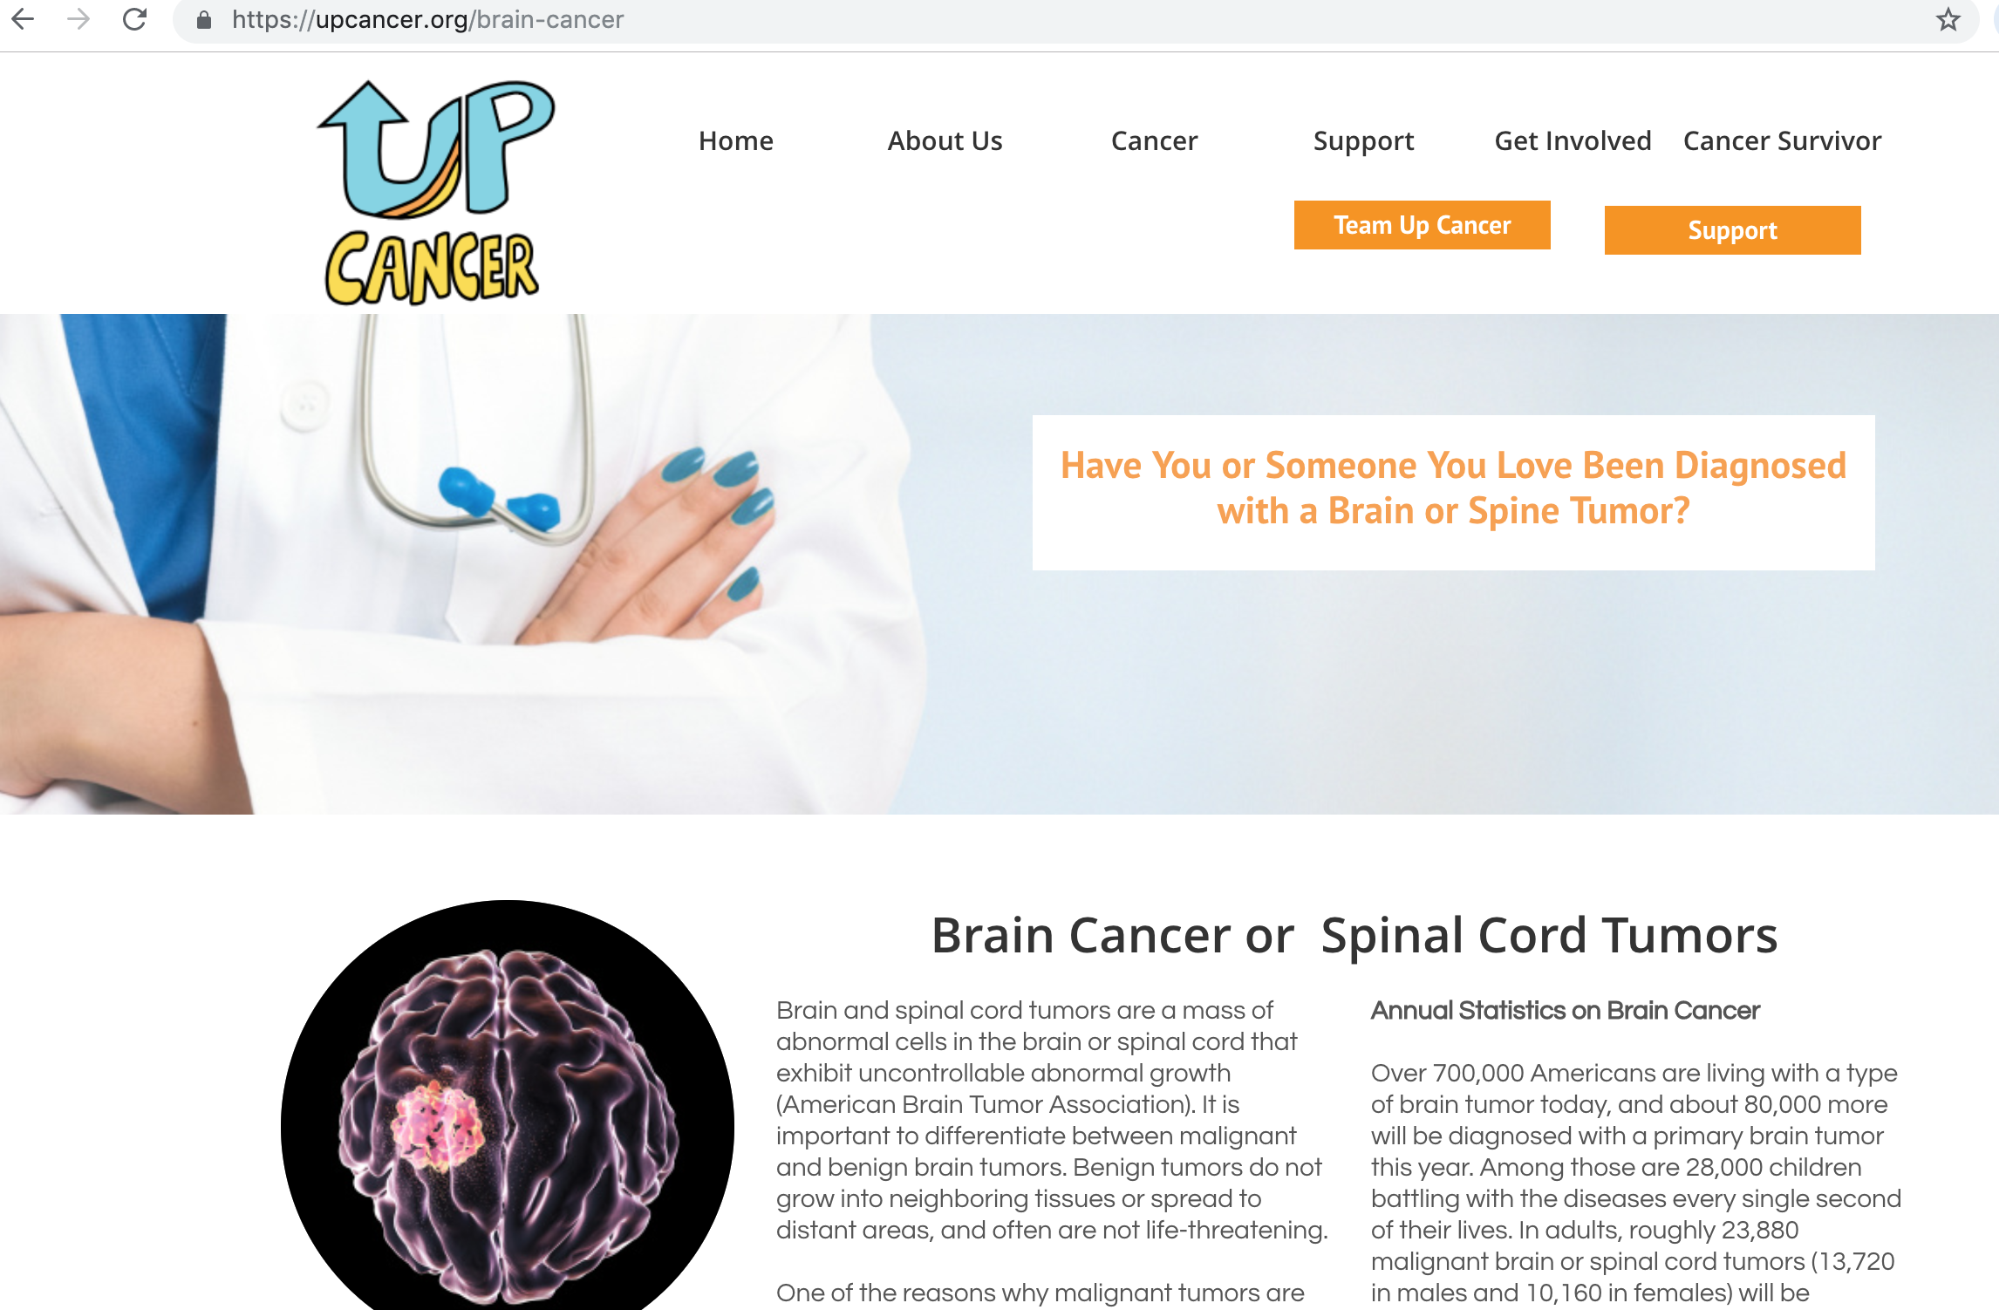 https://upcancer.org/brain-cancer
UP
CANCER
Home About Us Cancer Support Get Involved Cancer Survivor
Team Up Cancer Support
Have You or Someone You Love Been Diagnosed
with a Brain or Spine Tumor?
Brain Cancer or  Spinal Cord Tumors
Brain and spinal cord tumors are a mass of
abnormal cells in the brain or spinal cord that
exhibit uncontrollable abnormal growth
(American Brain Tumor Association). It is
important to differentiate between malignant
and benign brain tumors. Benign tumors do not
grow into neighboring tissues or spread to
distant areas, and often are not life-threatening.
One of the reasons why malignant tumors are
Annual Statistics on Brain Cancer
Over 700,000 Americans are living with a type
of brain tumor today, and about 80,000 more
will be diagnosed with a primary brain tumor
this year. Among those are 28,000 children
battling with the diseases every single second
of their lives. In adults, roughly 23,880
malignant brain or spinal cord tumors (13,720
in males and 10,160 in females) will be